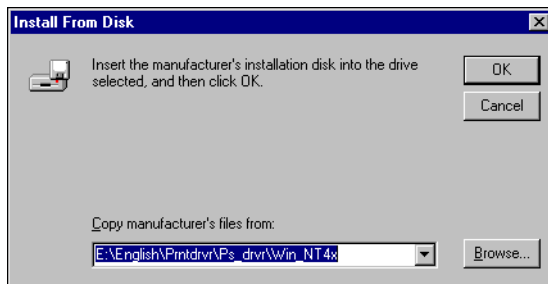 Install From Disk
Insert the manufacturer's installation disk into the drive
selected, and then click OK.
OK
Cancel
Copy manufacturer's files from:
E:\English\Prntdrvr\Ps_drvr\Win_NT4x
Browse...